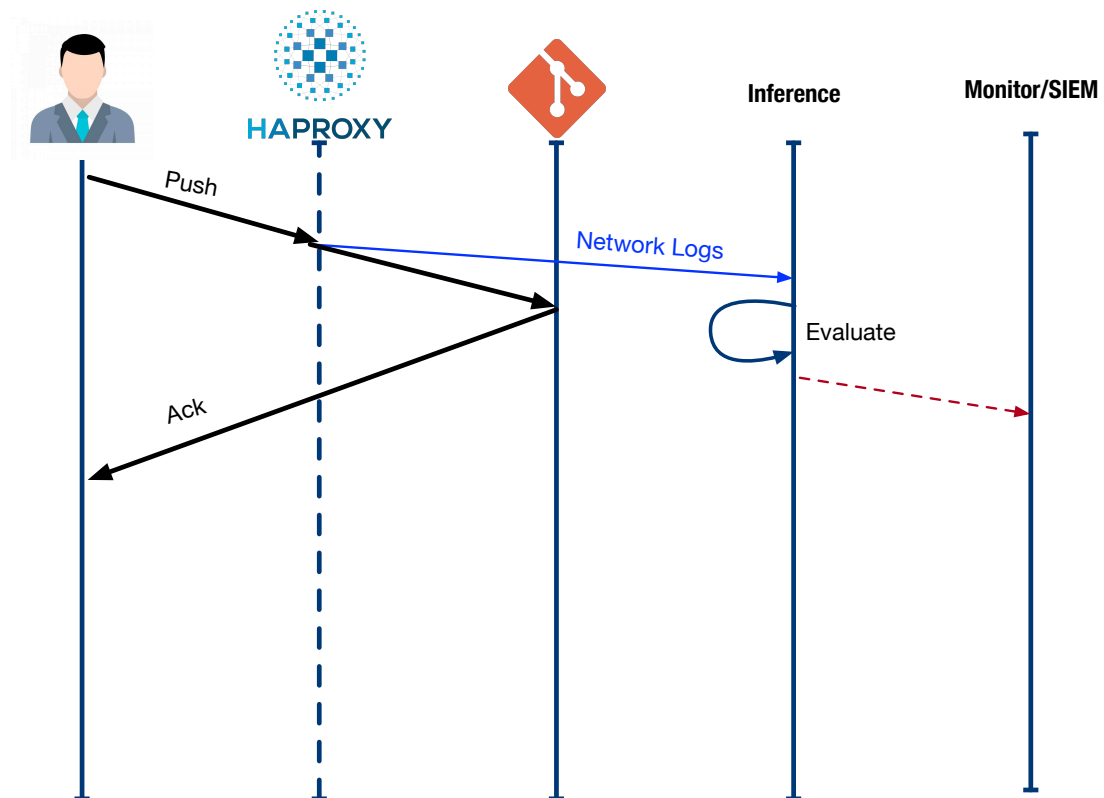 HAPROXY
Inference
Monitor/SIEM
Push
Network Logs
Evaluate
Ack